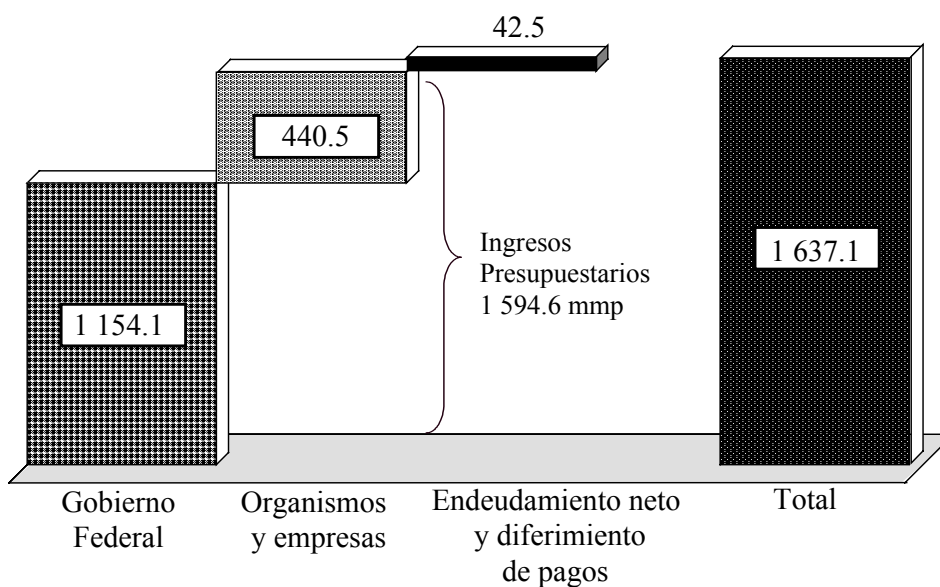 42.5
440.5
1 154.1
Ingresos
Presupuestarios
1 594.6 mmp
1 637.1
Gobierno
Federal
Organismos
y empresas
Endeudamiento neto
y diferimiento
de pagos
Total